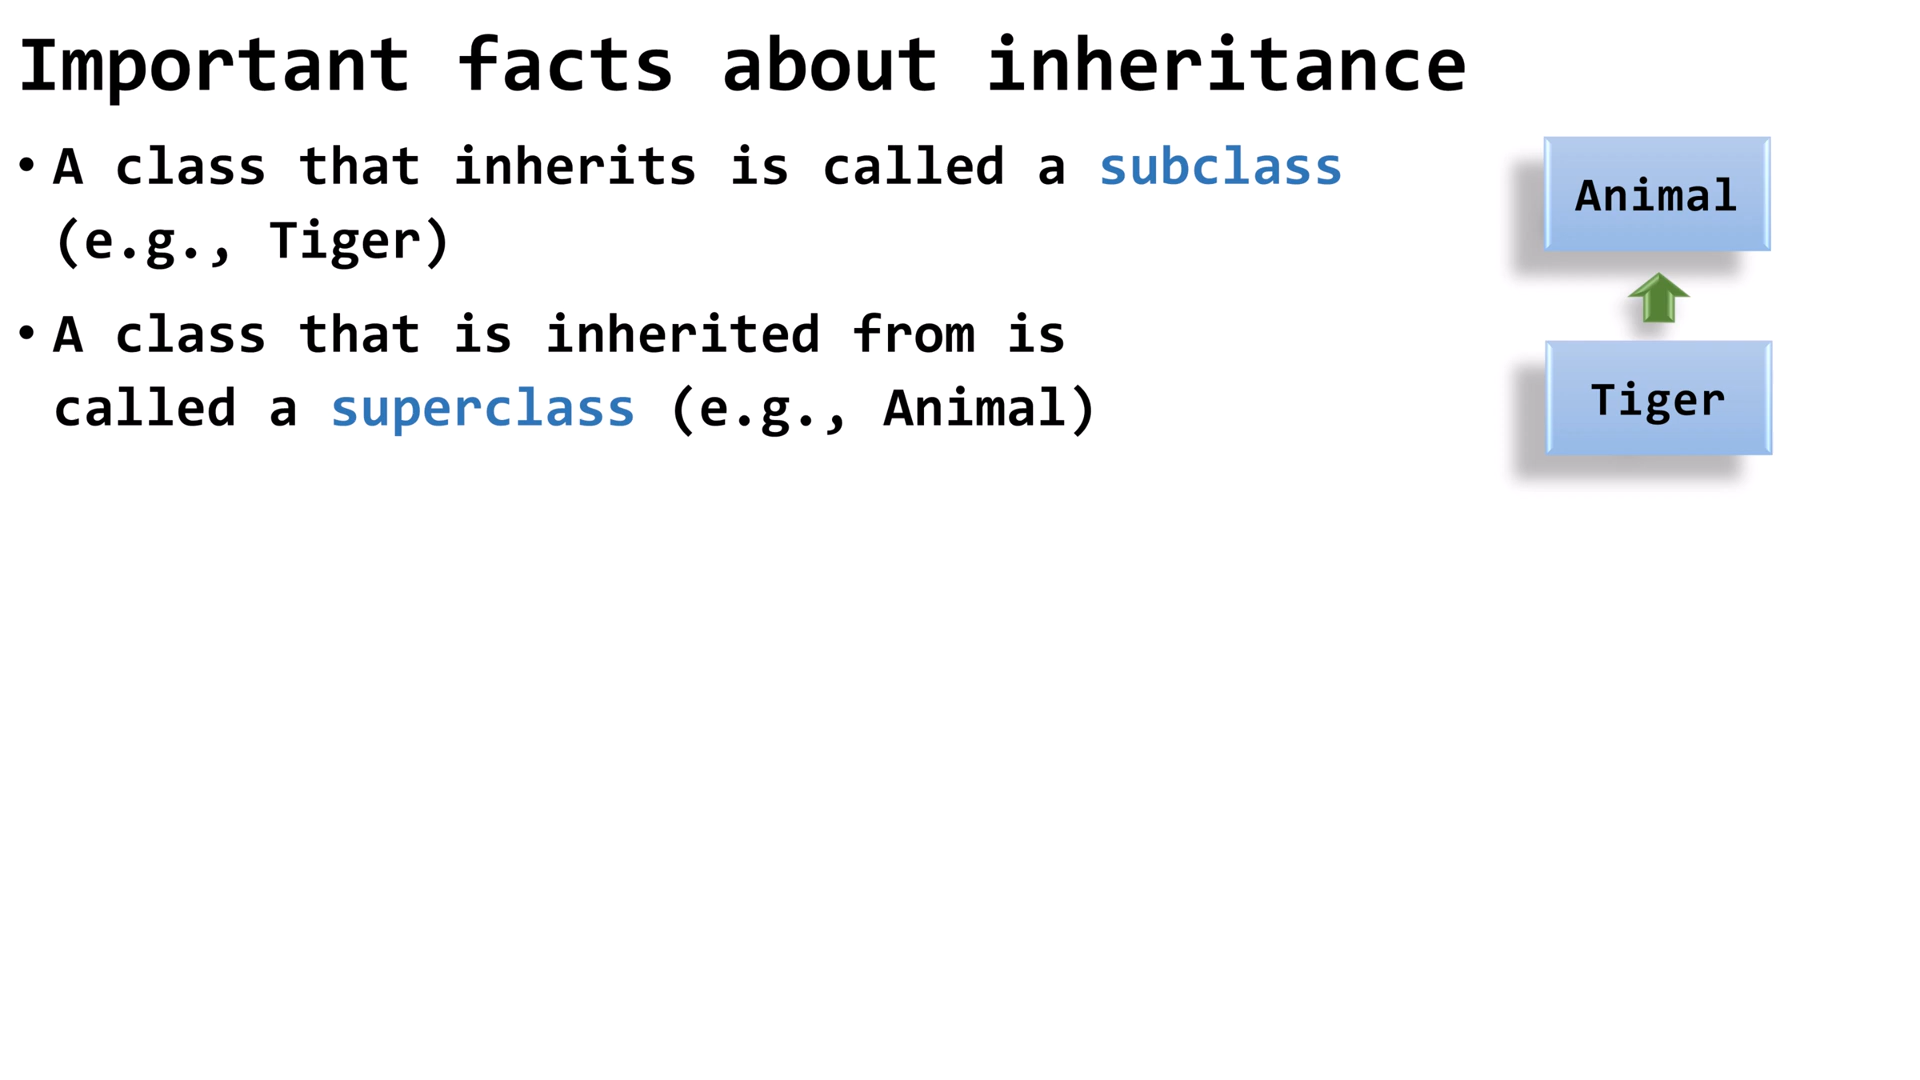 Important facts about inheritance
• A class that inherits is called a subclass
(e.g., Tiger)
• A class that is inherited from is
called a superclass (e.g., Animal)
Animal
Tiger